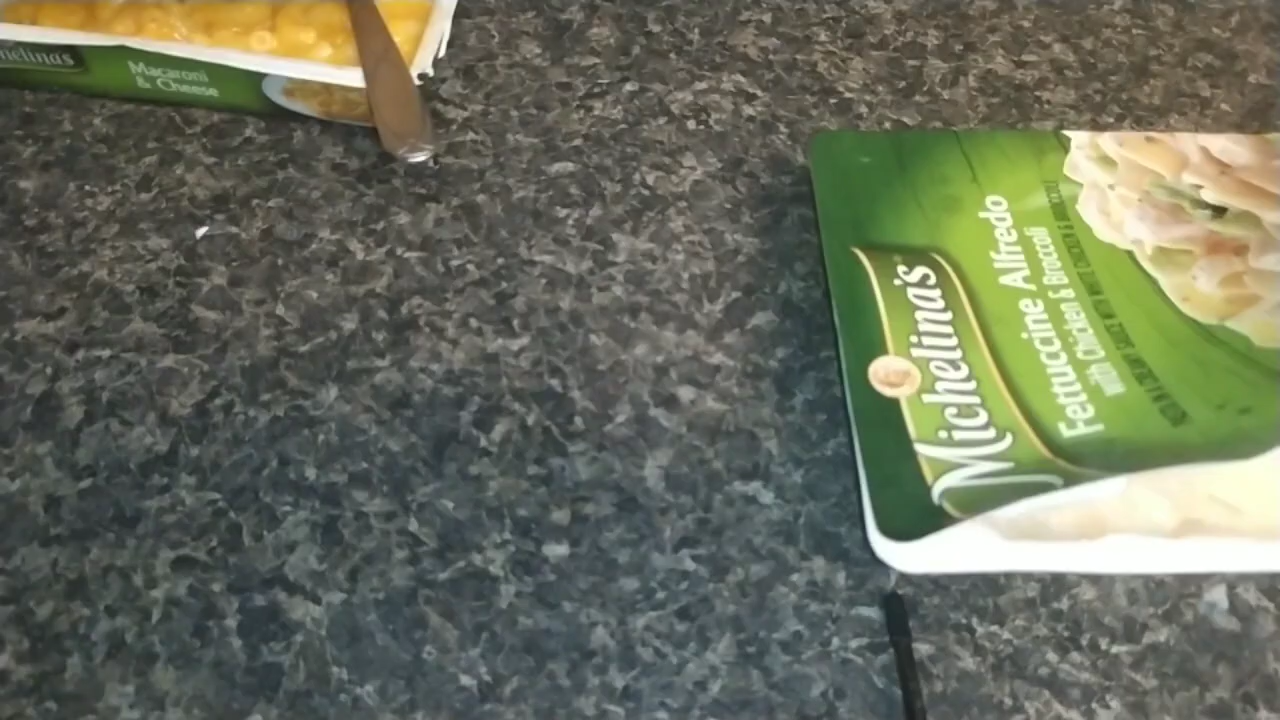 Michelina's
Macaroni
& Cheese
Michelina's
Fettuccine Alfredo
with Chicken & Broccoli